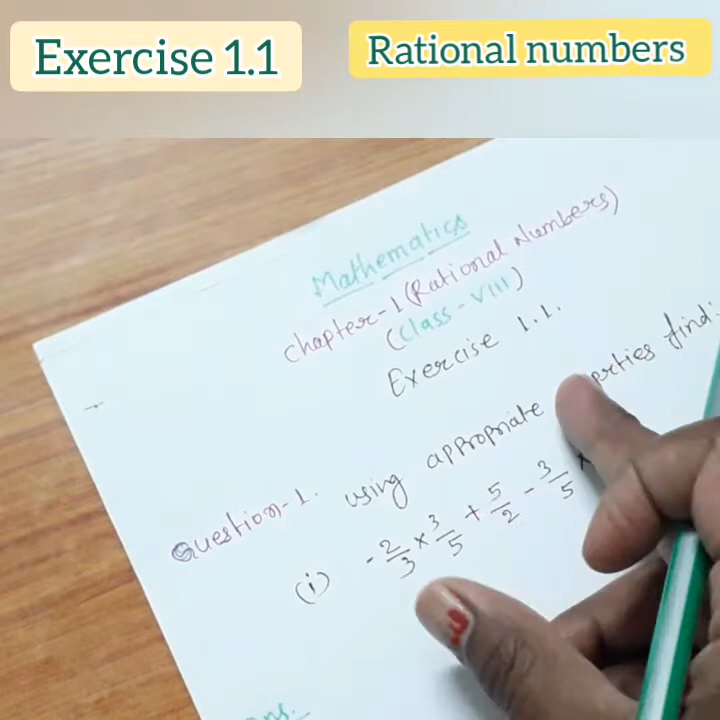 Exercise 1.1
Rational numbers
Mathematics
Chapter-1 (Rational Numbers)
(Class-VIII)
Exercise 1.1.
Question-1. using appropriate perties find:
(i) -2/3 × 3/5 + 5/2 - 3/5 ×